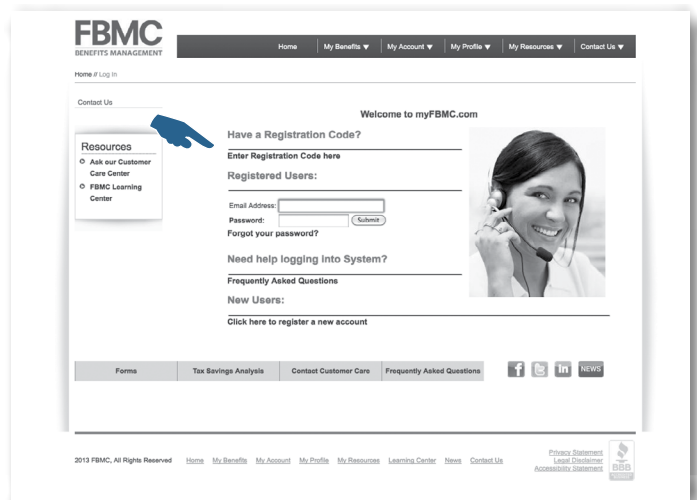 FBMC
BENEFITS MANAGEMENT
Home My Benefits ▼ My Account ▼ My Profile ▼ My Resources ▼ Contact Us ▼
Home // Log In
Contact Us
Welcome to myFBMC.com
Have a Registration Code?
Resources
Ask our Customer
Care Center
FBMC Learning
Center
Enter Registration Code here
Registered Users:
Email Address:
Password: Submit
Forgot your password?
Need help logging into System?
Frequently Asked Questions
New Users:
Click here to register a new account
Forms Tax Savings Analysis Contact Customer Care Frequently Asked Questions f in NEWS
2013 FBMC, All Rights Reserved Home My Benefits My Account My Profile My Resources Learning Center News Contact Us
Privacy Statement
Legal Disclaimer
Accessibility Statement
BBB